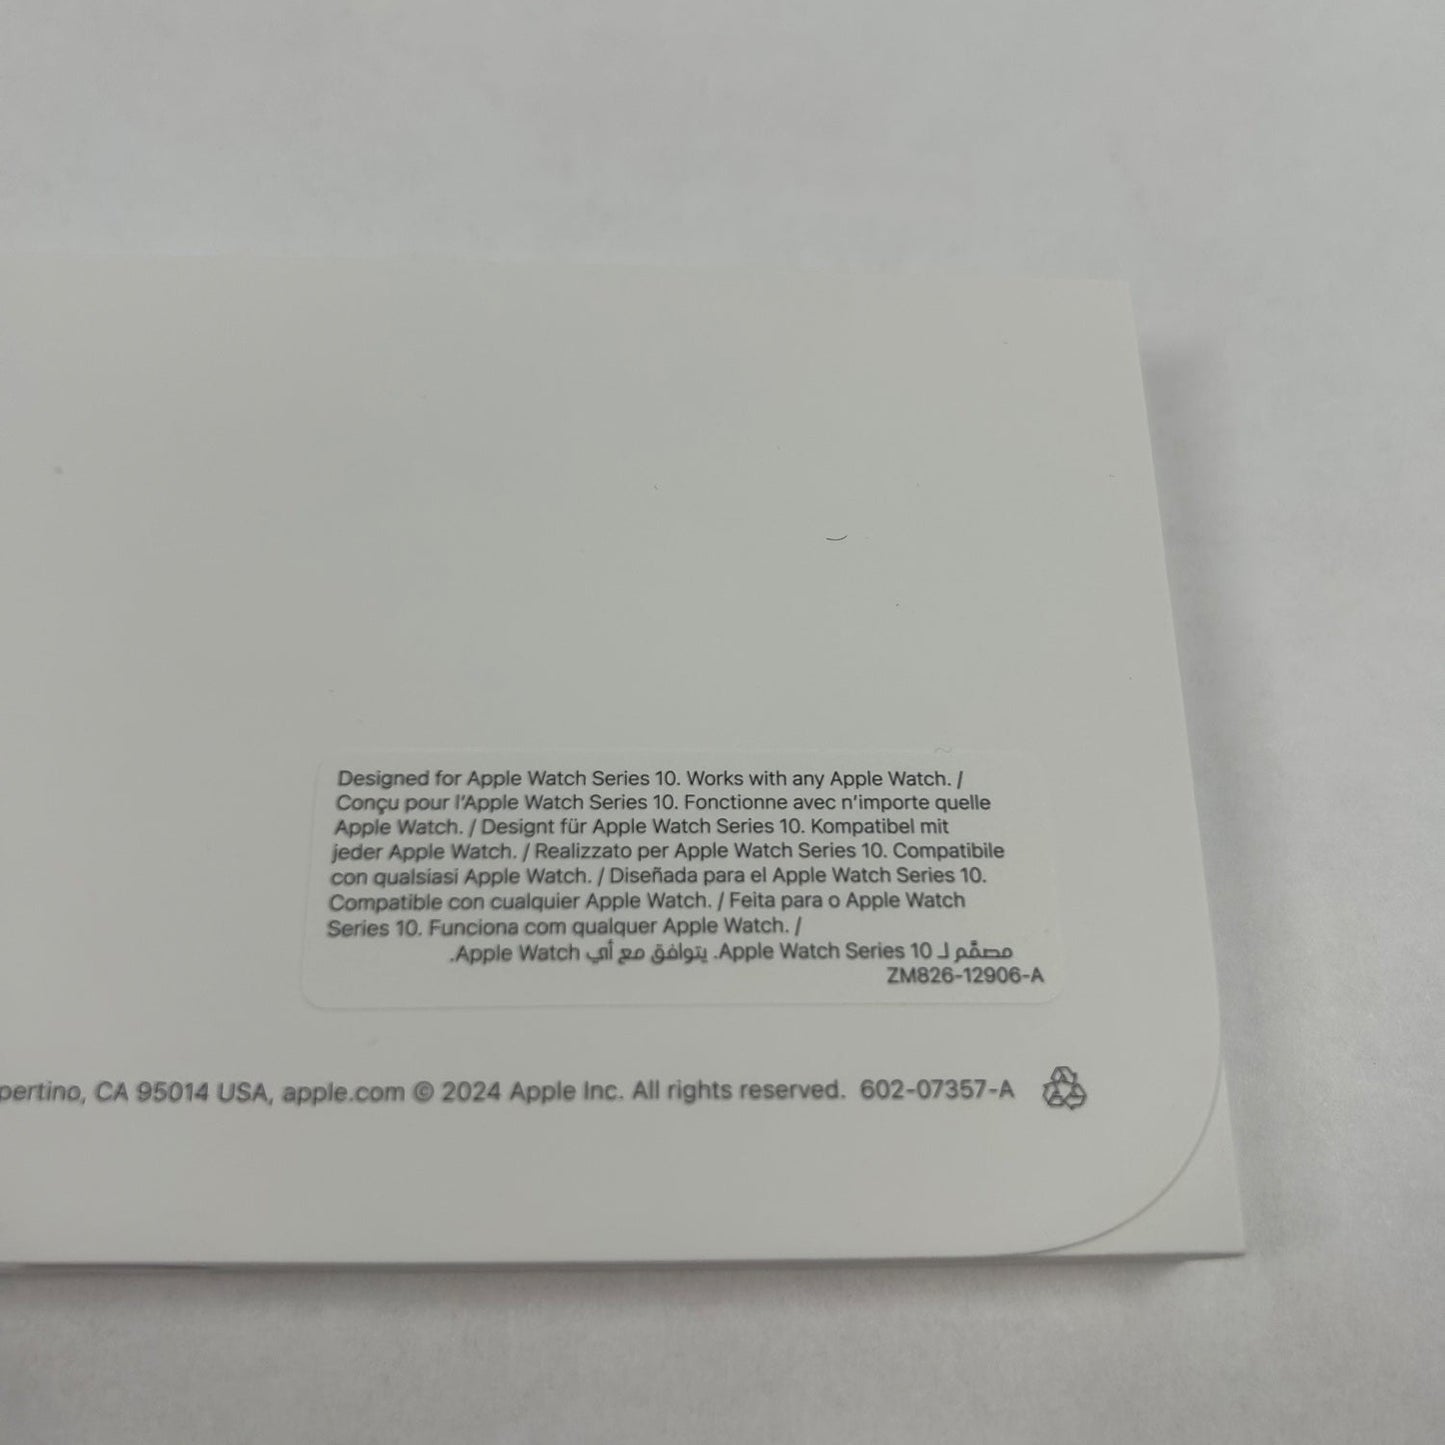 Designed for Apple Watch Series 10. Works with any Apple Watch. /
Conçu pour l'Apple Watch Series 10. Fonctionne avec n'importe quelle
Apple Watch. / Designt für Apple Watch Series 10. Kompatibel mit
jeder Apple Watch. / Realizzato per Apple Watch Series 10. Compatibile
con qualsiasi Apple Watch. / Diseñada para el Apple Watch Series 10.
Compatible con cualquier Apple Watch. / Feita para o Apple Watch
Series 10. Funciona com qualquer Apple Watch. /
مصمَّم لـ Apple Watch Series 10. يتوافق مع أي Apple Watch.
ZM826-12906-A
pertino, CA 95014 USA, apple.com © 2024 Apple Inc. All rights reserved. 602-07357-A